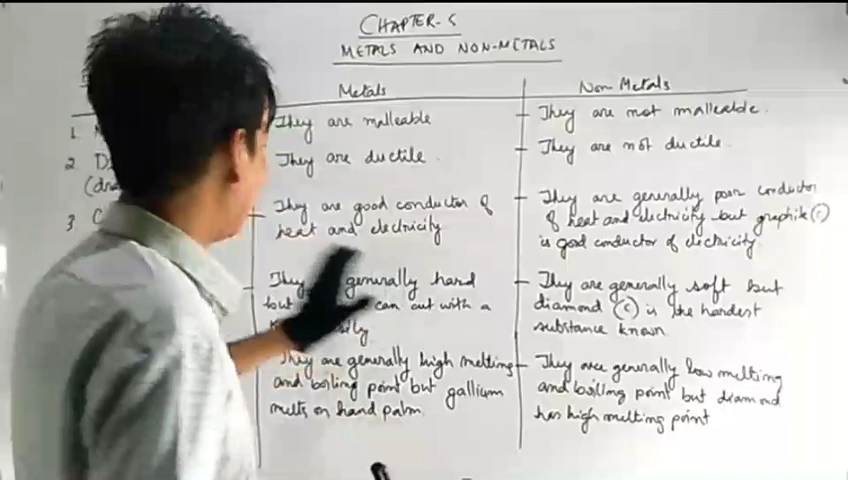 CHAPTER-5
METALS AND NON-METALS
Metals
Non Metals
1.
They are malleable
They are not malleable.
2
They are ductile.
They are not ductile.
3
They are good conductor of
heat and electricity
They are generally poor conductor
of heat and electricity but graphite (C)
is good conductor of electricity.
generally hard
but can cut with a
They are generally soft but
diamond (C) is the hardest
substance known
They are generally high melting
and boiling point but gallium
melts on hand palm.
They are generally low melting
and boiling point but diamond
has high melting point